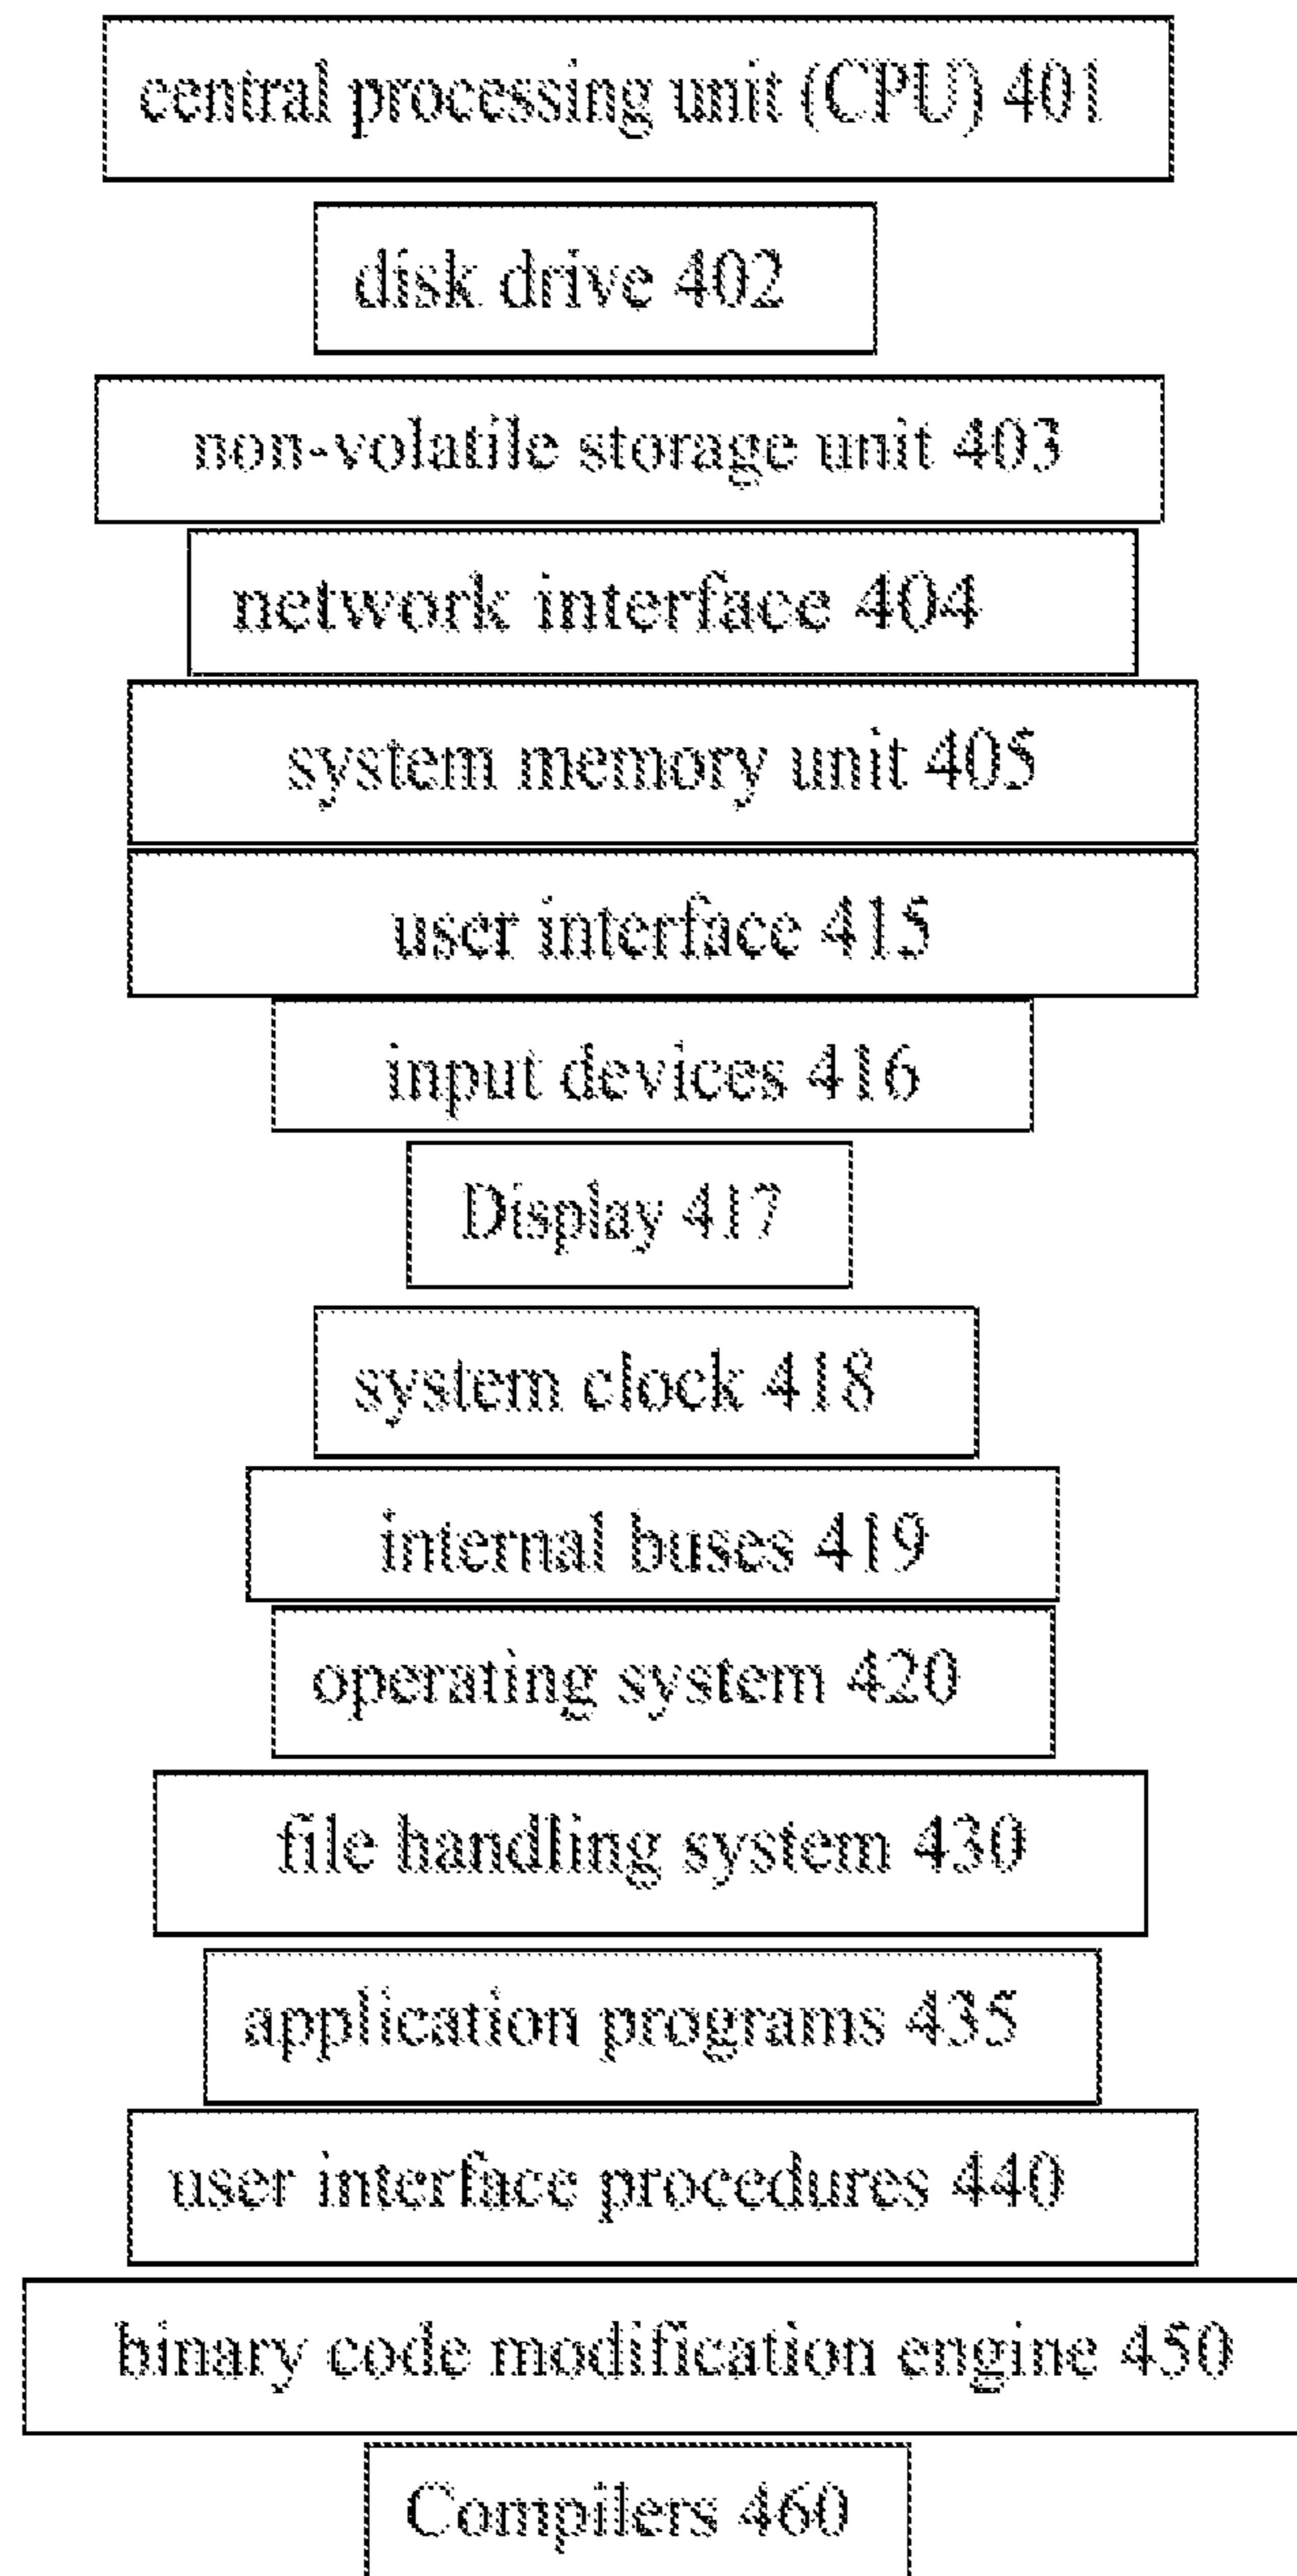 central processing unit (CPU) 401
disk drive 402
non-volatile storage unit 403
network interface 404
system memory unit 405
user interface 415
input devices 416
Display 417
system clock 418
internal buses 419
operating system 420
file handling system 430
application programs 435
user interface procedures 440
binary code modification engine 450
Compilers 460